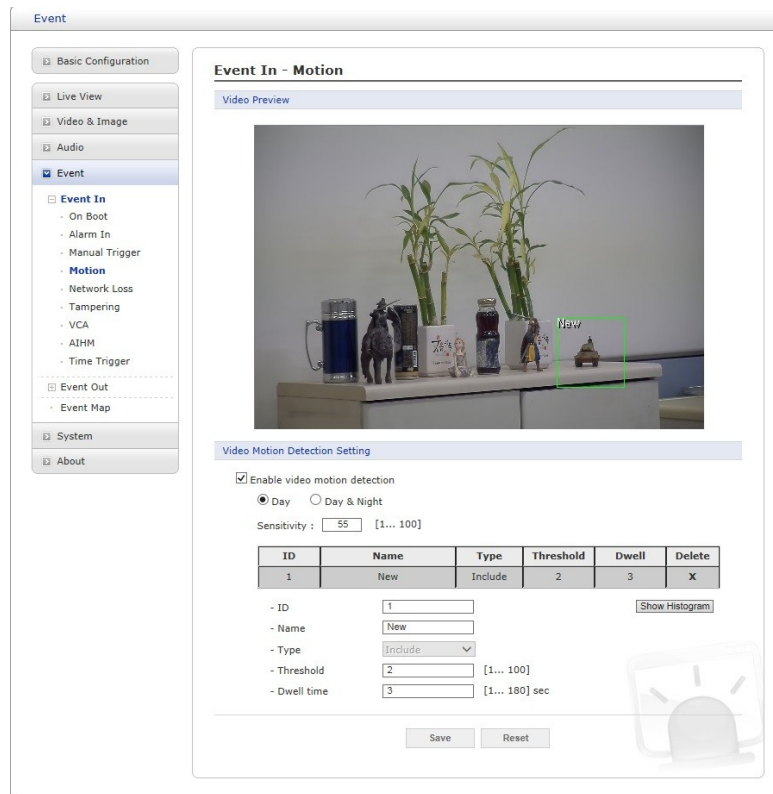 Event
Basic Configuration
Live View
Video & Image
Audio
Event
Event In
On Boot
Alarm In
Manual Trigger
Motion
Network Loss
Tampering
VCA
AIHM
Time Trigger
Event Out
Event Map
System
About
Event In - Motion
Video Preview
New
Video Motion Detection Setting
Enable video motion detection
Day Day & Night
Sensitivity : 55 [1... 100]
ID Name Type Threshold Dwell Delete
1 New Include 2 3 X
- ID 1 Show Histogram
- Name New
- Type Include
- Threshold 2 [1... 100]
- Dwell time 3 [1... 180] sec
Save Reset